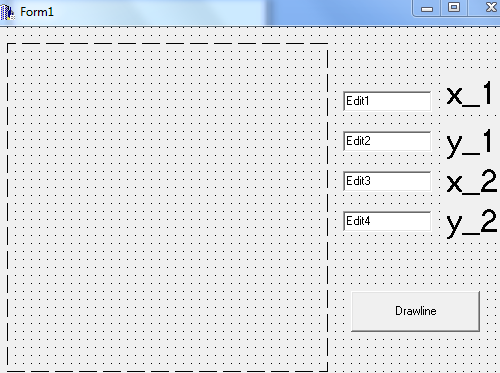 Form1
Edit1
x_1
Edit2
y_1
Edit3
x_2
Edit4
y_2
Drawline